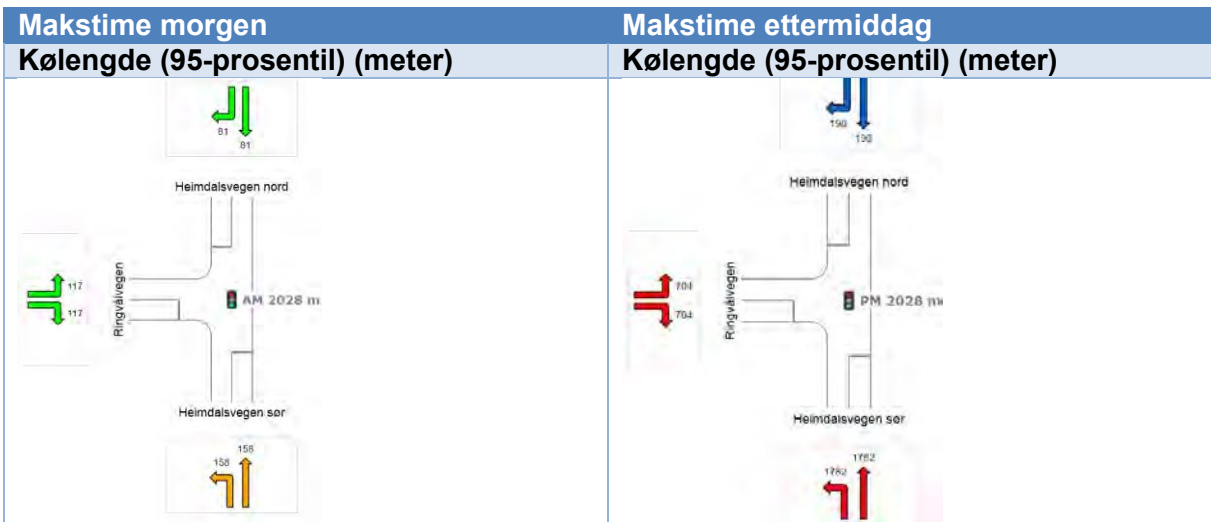 Makstime morgen
Makstime ettermiddag
Kølengde (95-prosentil) (meter)
Kølengde (95-prosentil) (meter)
81
81
Heimdalsvegen nord
117
117
Ringvålvegen
AM 2028 m
Heimdalsvegen sør
158
158
190
190
Heimdalsvegen nord
704
704
Ringvålvegen
PM 2028 m
Heimdalsvegen sør
1762
1762